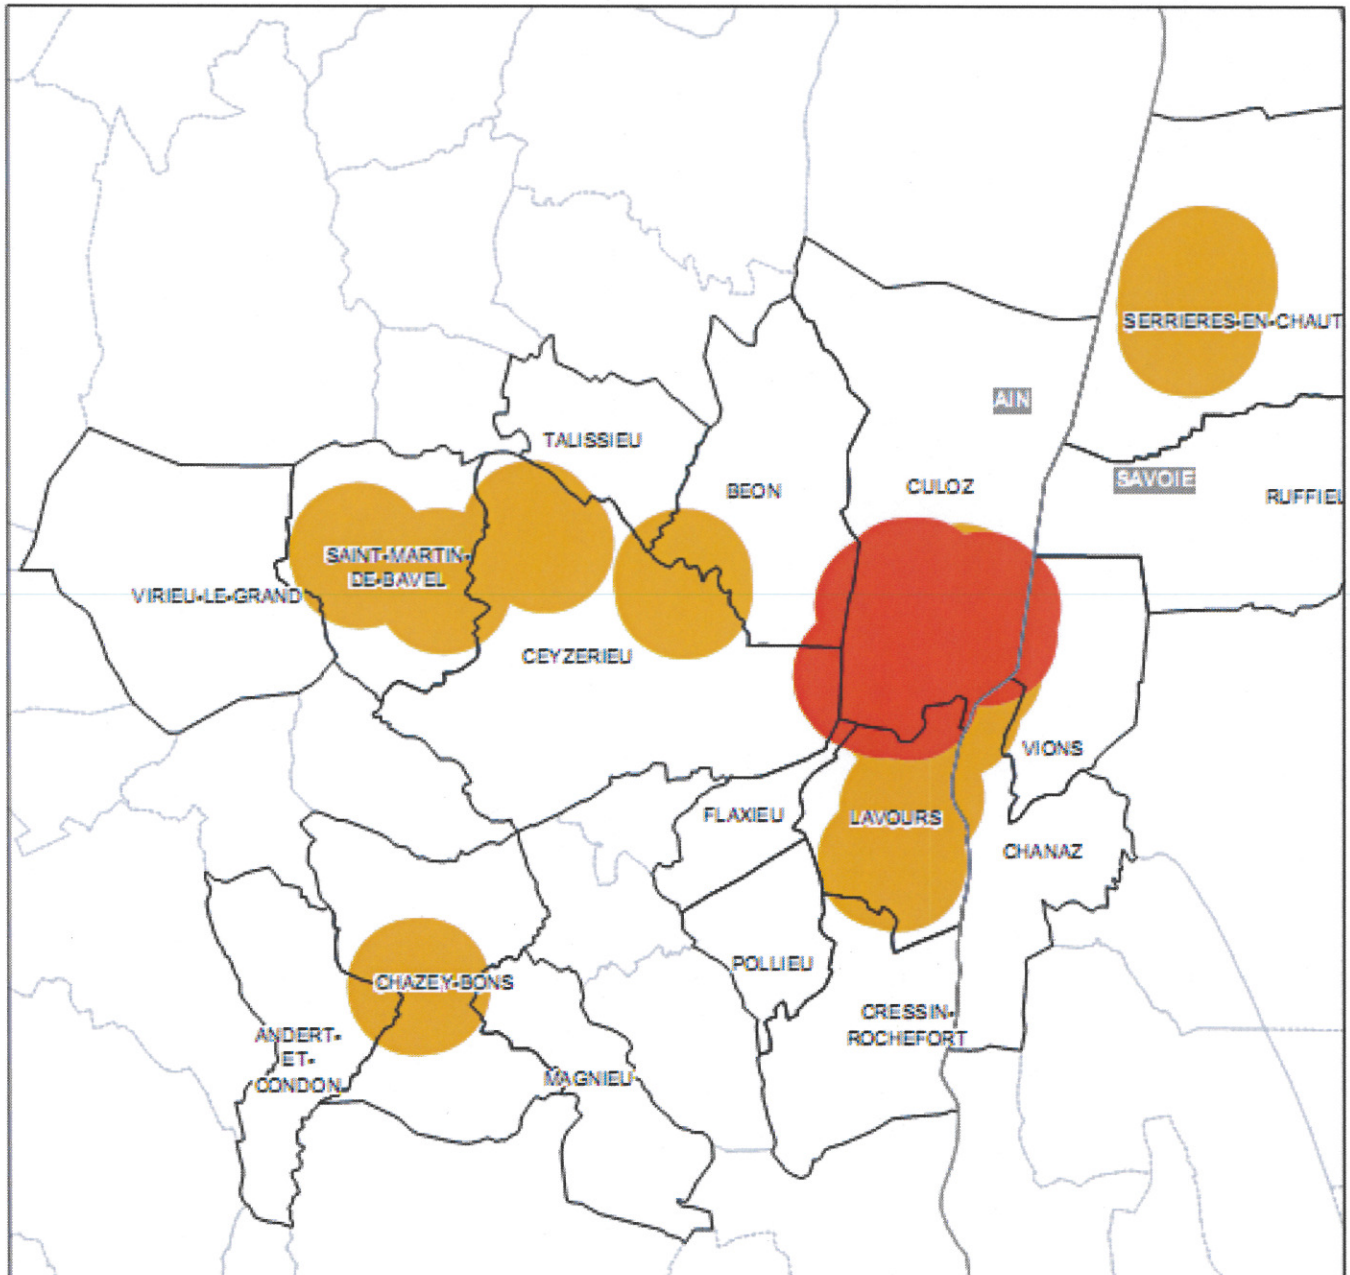 SERRIERES-EN-CHAUT
AIN
TALISSIEU
SAVOIE
BEON
CULOZ
RUFFIEL
SAINT-MARTIN-
DE-BAVEL
VIRIEU-LE-GRAND
CEYZERIEU
VIONS
FLAXIEU
LAVOURS
CHANAZ
POLLIEU
CHAZEY-BONS
CRESSIN-
ROCHEFORT
ANDERT-
ET-
CONDON
MAGNIEU